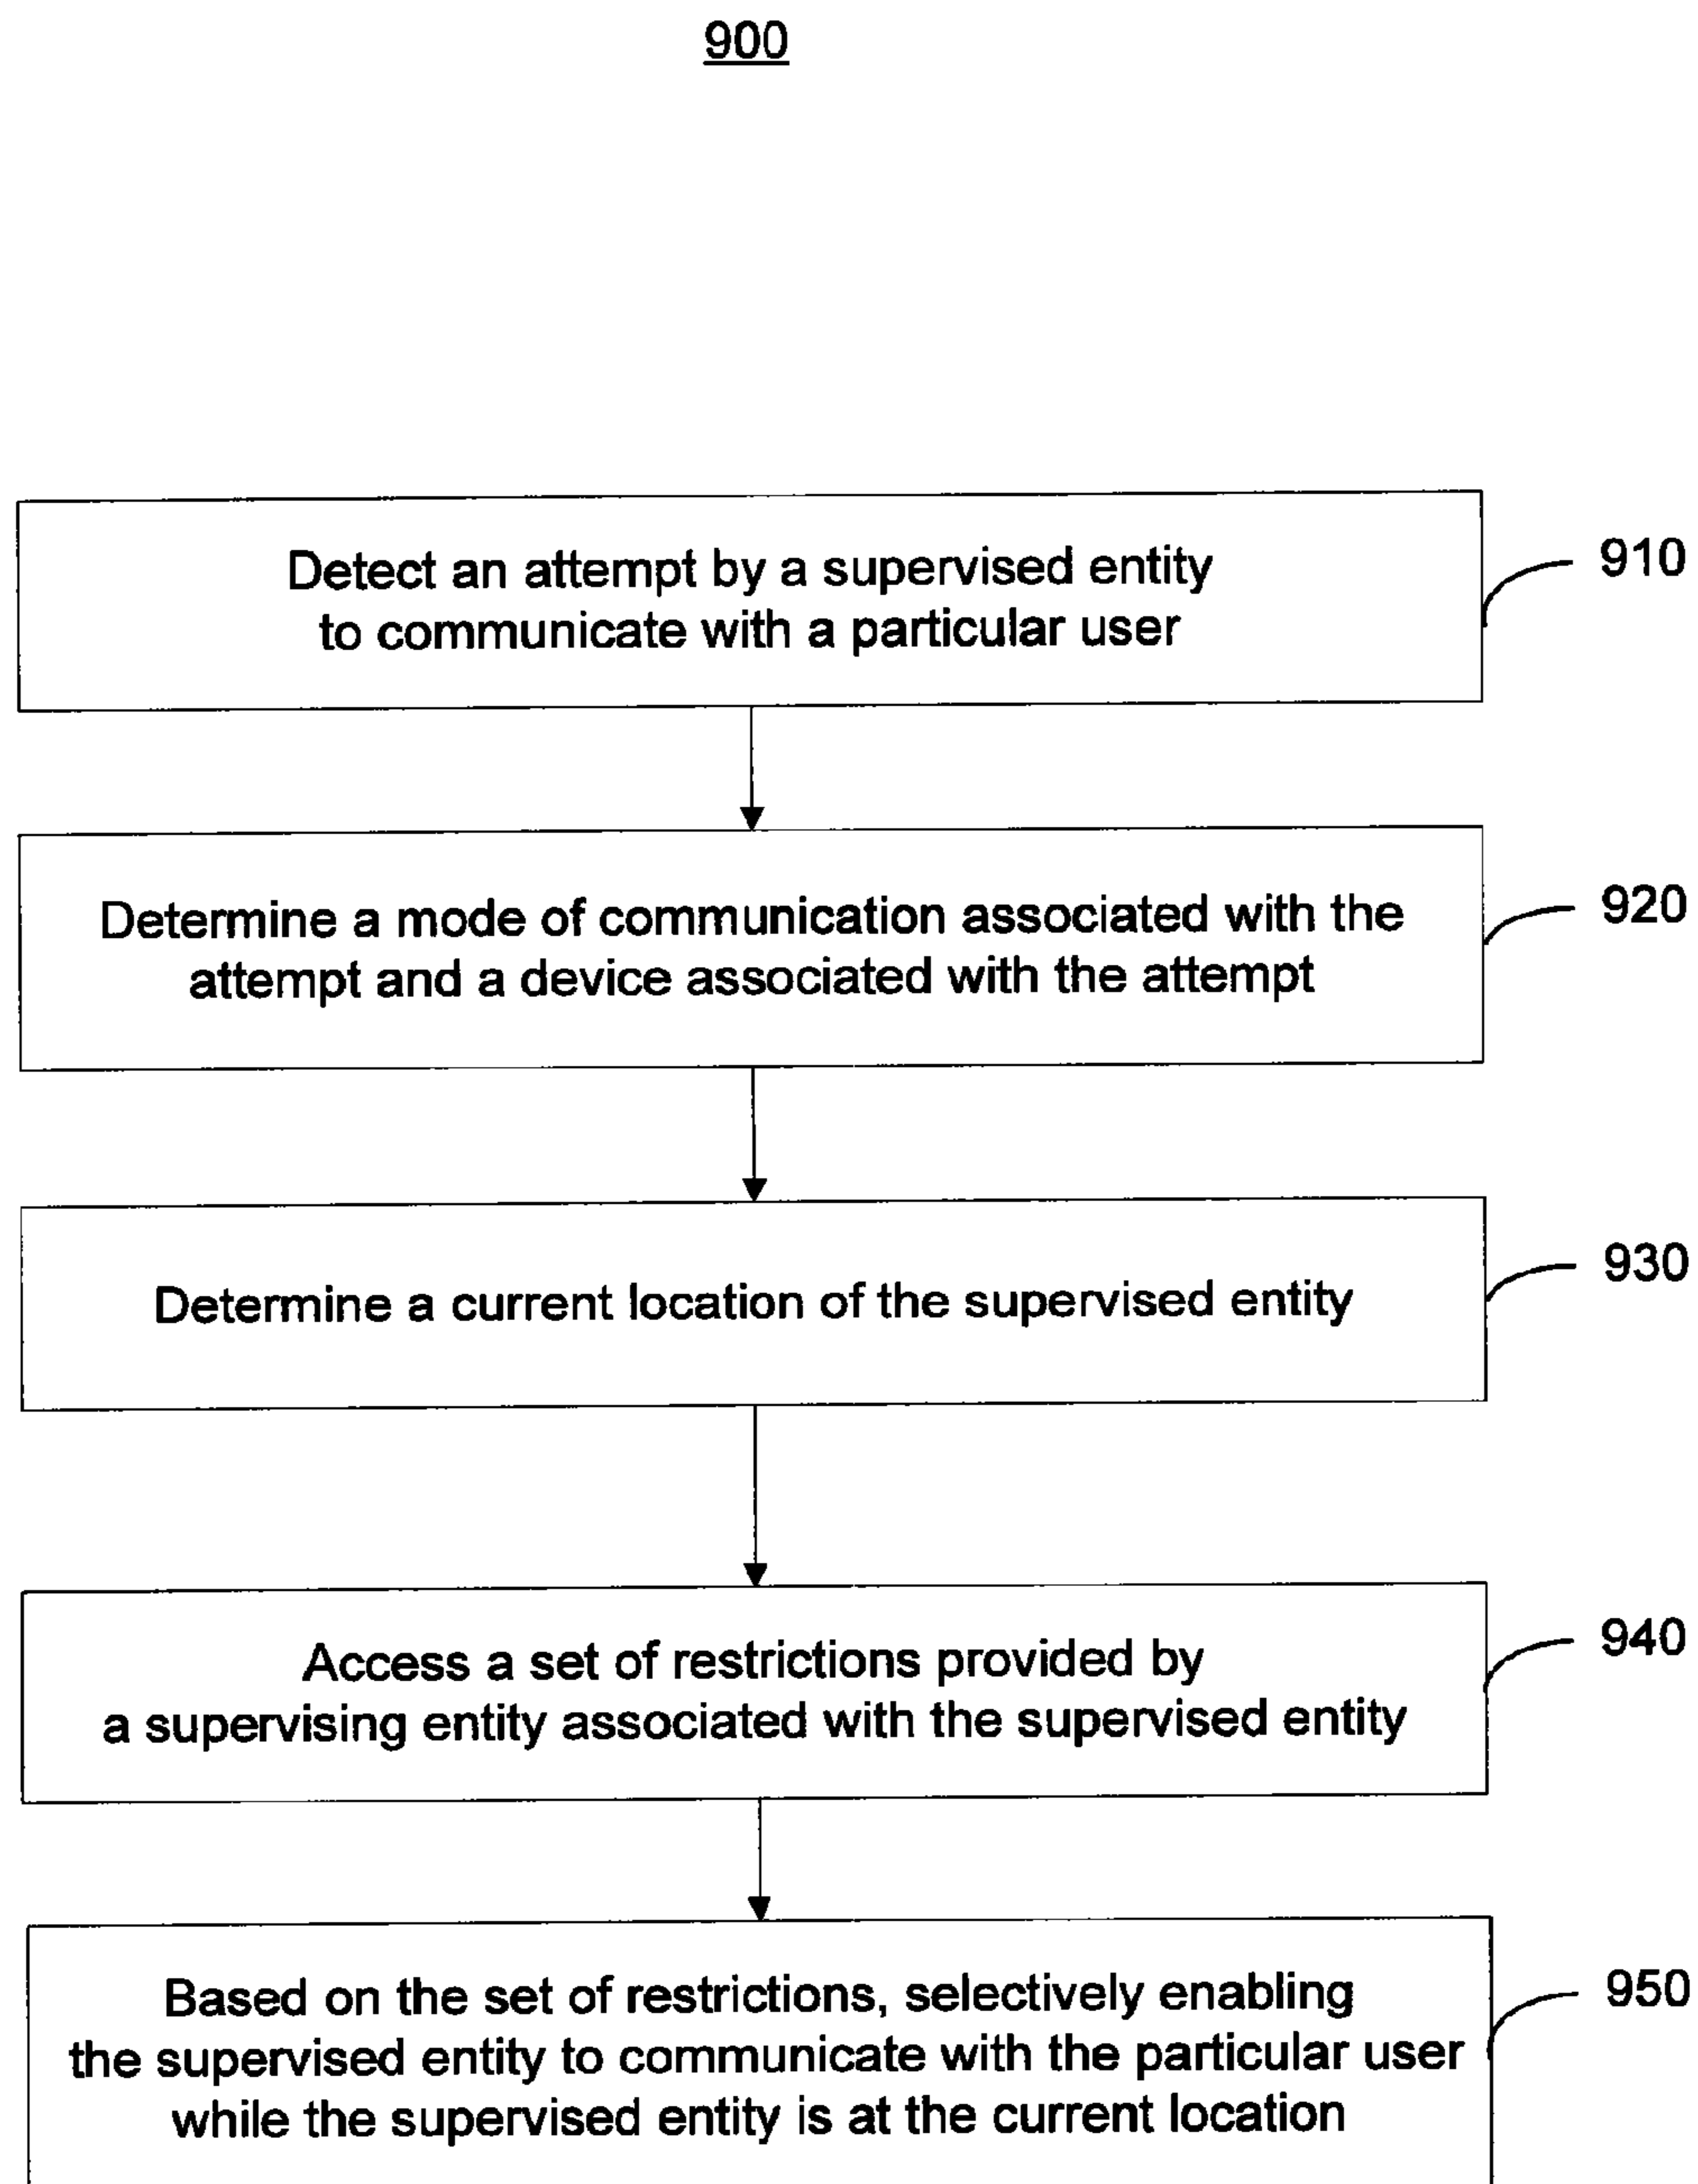 900
Detect an attempt by a supervised entity
to communicate with a particular user
910
Determine a mode of communication associated with the
attempt and a device associated with the attempt
920
Determine a current location of the supervised entity
930
Access a set of restrictions provided by
a supervising entity associated with the supervised entity
940
Based on the set of restrictions, selectively enabling
the supervised entity to communicate with the particular user
while the supervised entity is at the current location
950